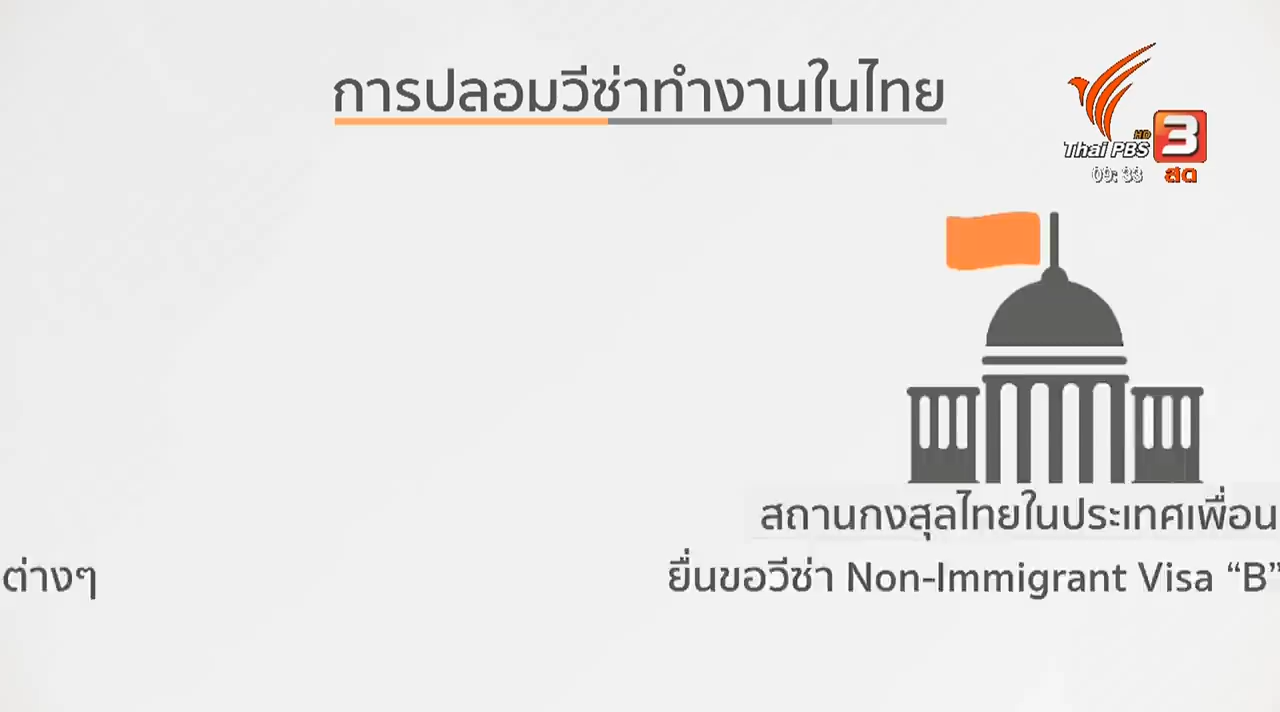 การปลอมวีซ่าทำงานในไทย
HD
Thai PBS 3
09:33 สด
สถานกงสุลไทยในประเทศเพื่อน
ต่างๆ ยื่นขอวีซ่า Non-Immigrant Visa “B”